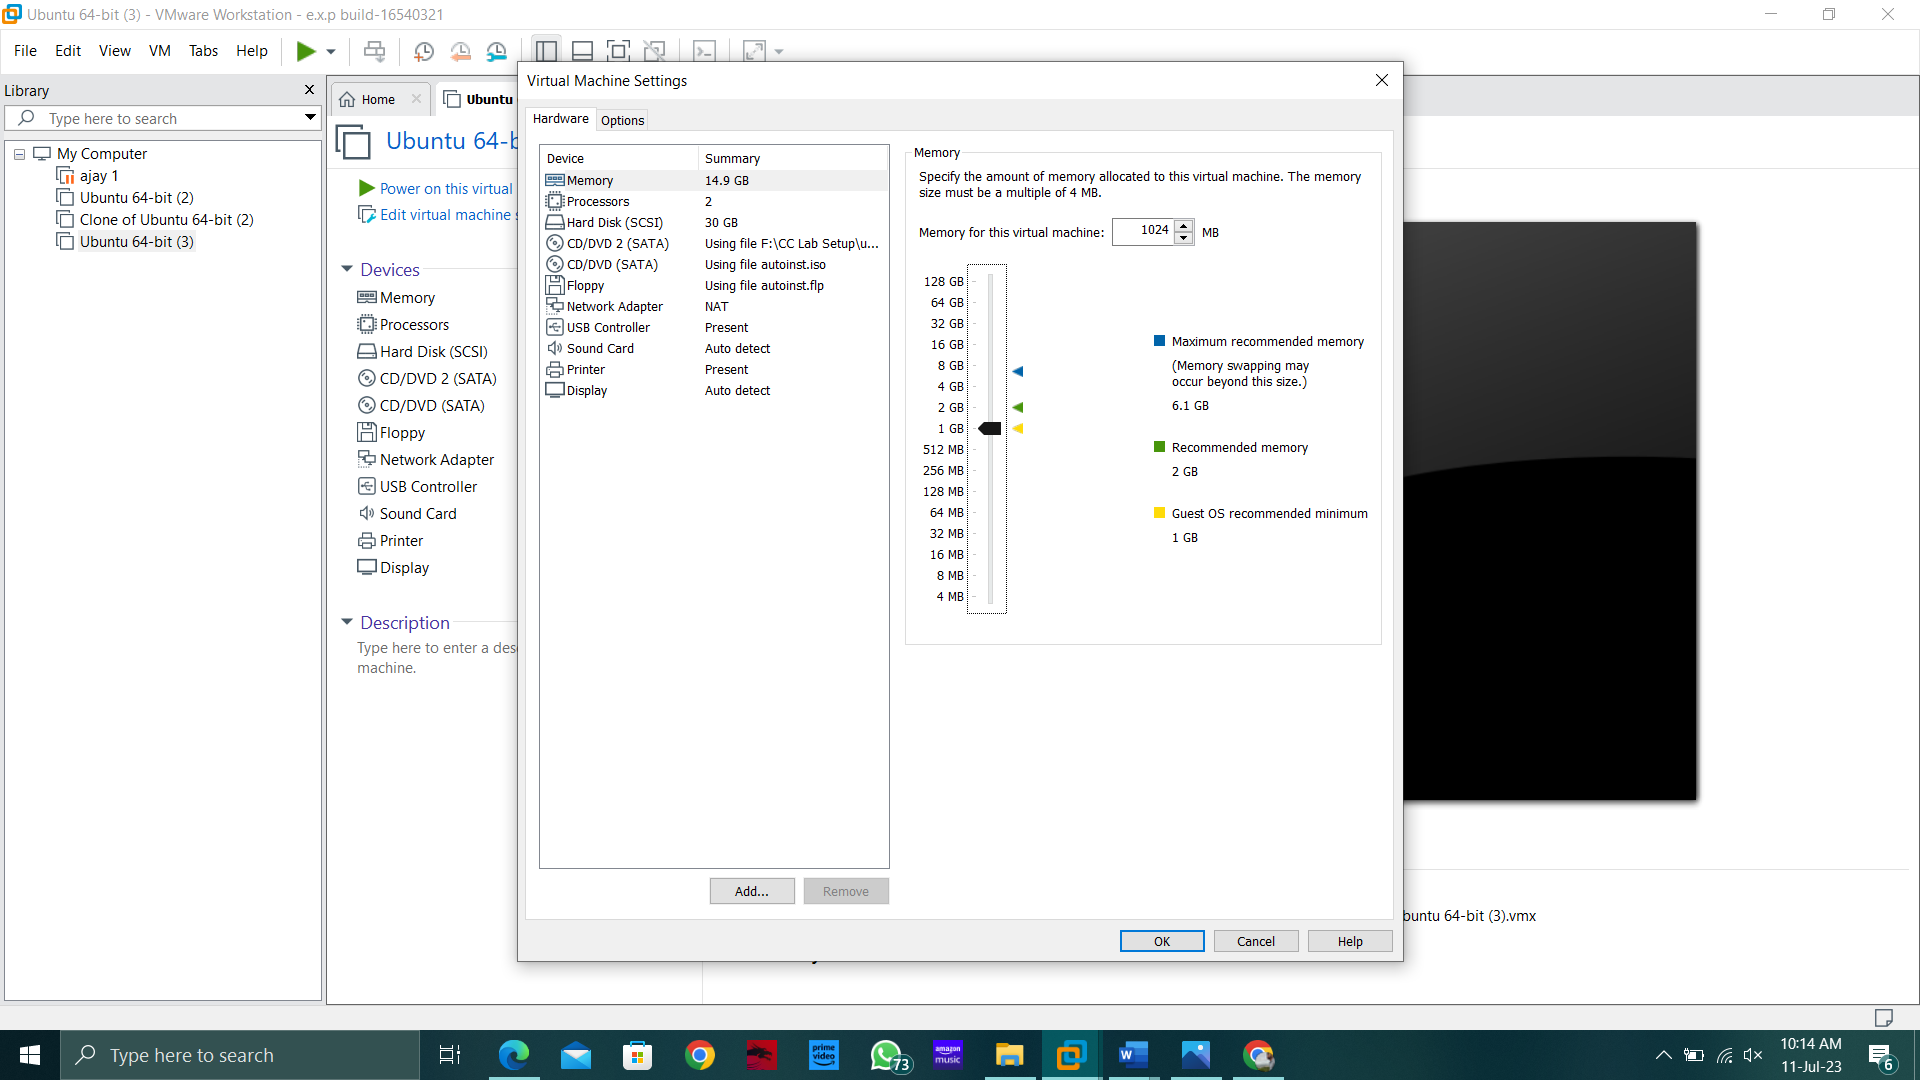 Ubuntu 64-bit (3) - VMware Workstation - e.x.p build-16540321
File Edit View VM Tabs Help
Library
Type here to search
My Computer
ajay 1
Ubuntu 64-bit (2)
Clone of Ubuntu 64-bit (2)
Ubuntu 64-bit (3)
Home
Ubuntu
Ubuntu 64-b
Power on this virtual
Edit virtual machine s
Devices
Memory
Processors
Hard Disk (SCSI)
CD/DVD 2 (SATA)
CD/DVD (SATA)
Floppy
Network Adapter
USB Controller
Sound Card
Printer
Display
Description
Type here to enter a des
machine.
Virtual Machine Settings
Hardware Options
Device Summary
Memory 14.9 GB
Processors 2
Hard Disk (SCSI) 30 GB
CD/DVD 2 (SATA) Using file F:\CC Lab Setup\u...
CD/DVD (SATA) Using file autoinst.iso
Floppy Using file autoinst.flp
Network Adapter NAT
USB Controller Present
Sound Card Auto detect
Printer Present
Display Auto detect
Add... Remove
Memory
Specify the amount of memory allocated to this virtual machine. The memory
size must be a multiple of 4 MB.
Memory for this virtual machine: 1024 MB
128 GB
64 GB
32 GB
16 GB
8 GB
4 GB
2 GB
1 GB
512 MB
256 MB
128 MB
64 MB
32 MB
16 MB
8 MB
4 MB
Maximum recommended memory
(Memory swapping may
occur beyond this size.)
6.1 GB
Recommended memory
2 GB
Guest OS recommended minimum
1 GB
OK Cancel Help
buntu 64-bit (3).vmx
Type here to search
prime
video
73
amazon
music
W
10:14 AM
11-Jul-23
6